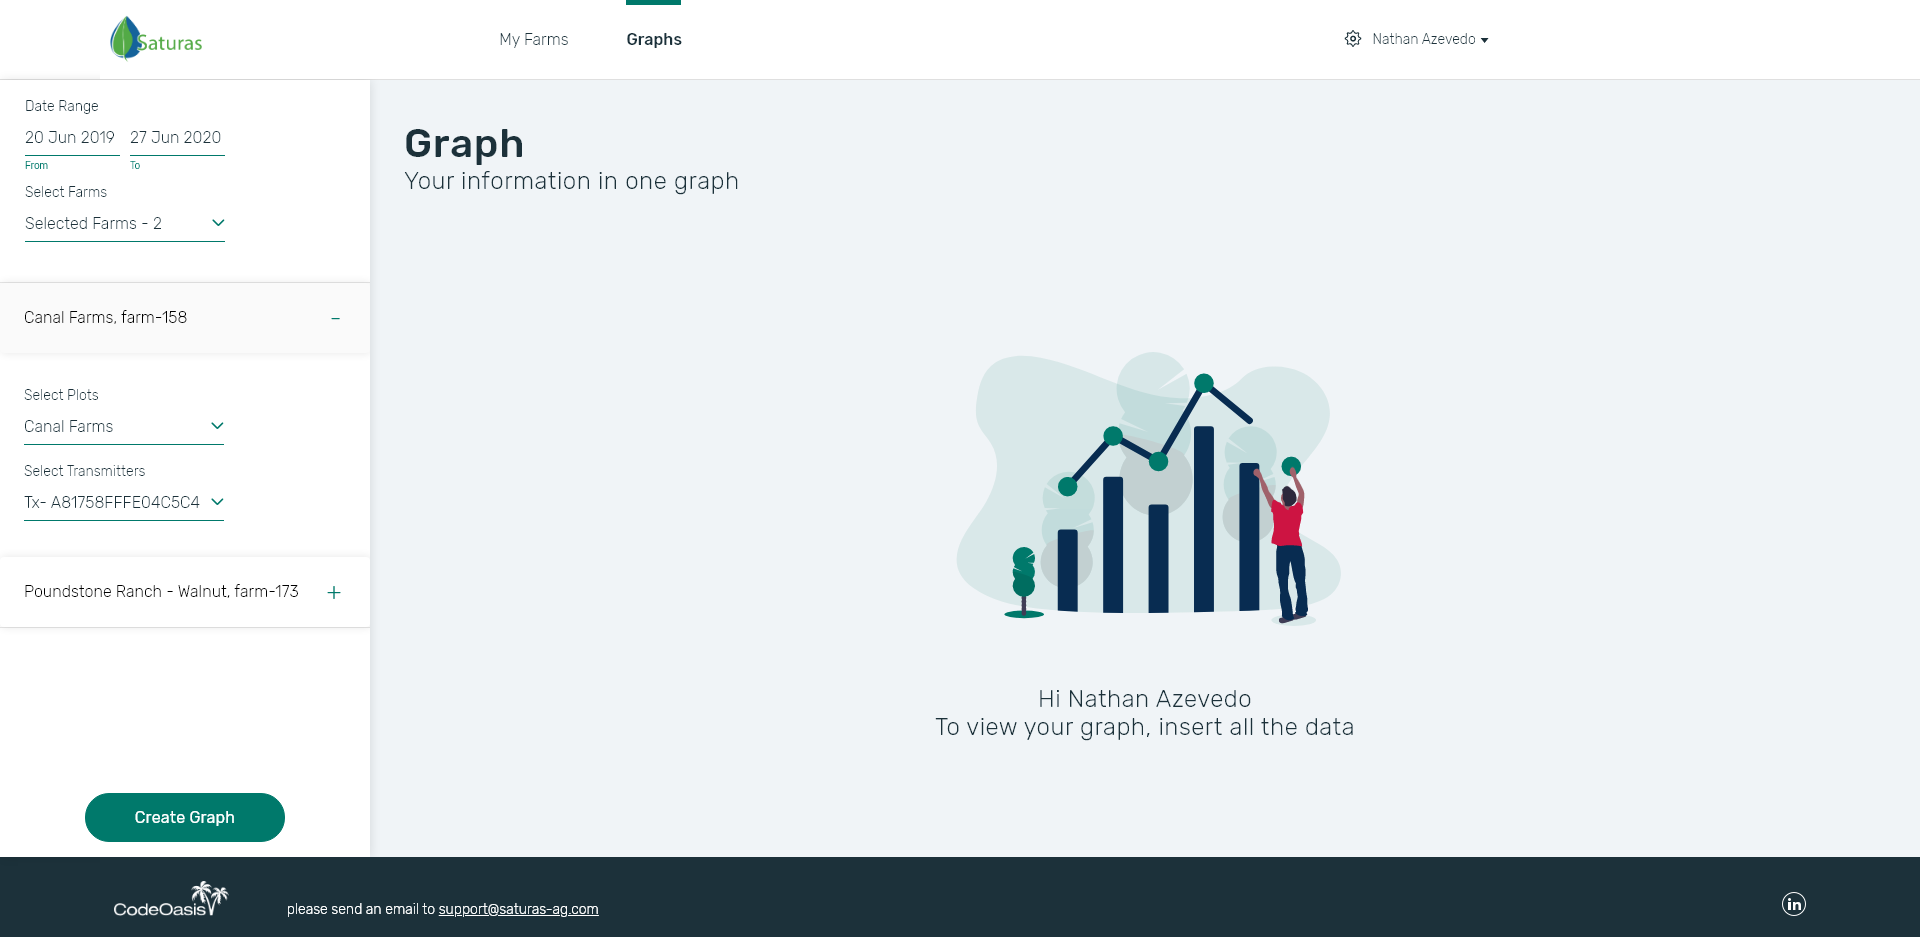 Saturas
My Farms
Graphs
Nathan Azevedo
Date Range
20 Jun 2019
27 Jun 2020
From
To
Select Farms
Selected Farms - 2
Canal Farms, farm-158
Select Plots
Canal Farms
Select Transmitters
Tx- A81758FFFE04C5C4
Poundstone Ranch - Walnut, farm-173
Create Graph
Graph
Your information in one graph
Hi Nathan Azevedo
To view your graph, insert all the data
CodeOasis
please send an email to support@saturas-ag.com
in